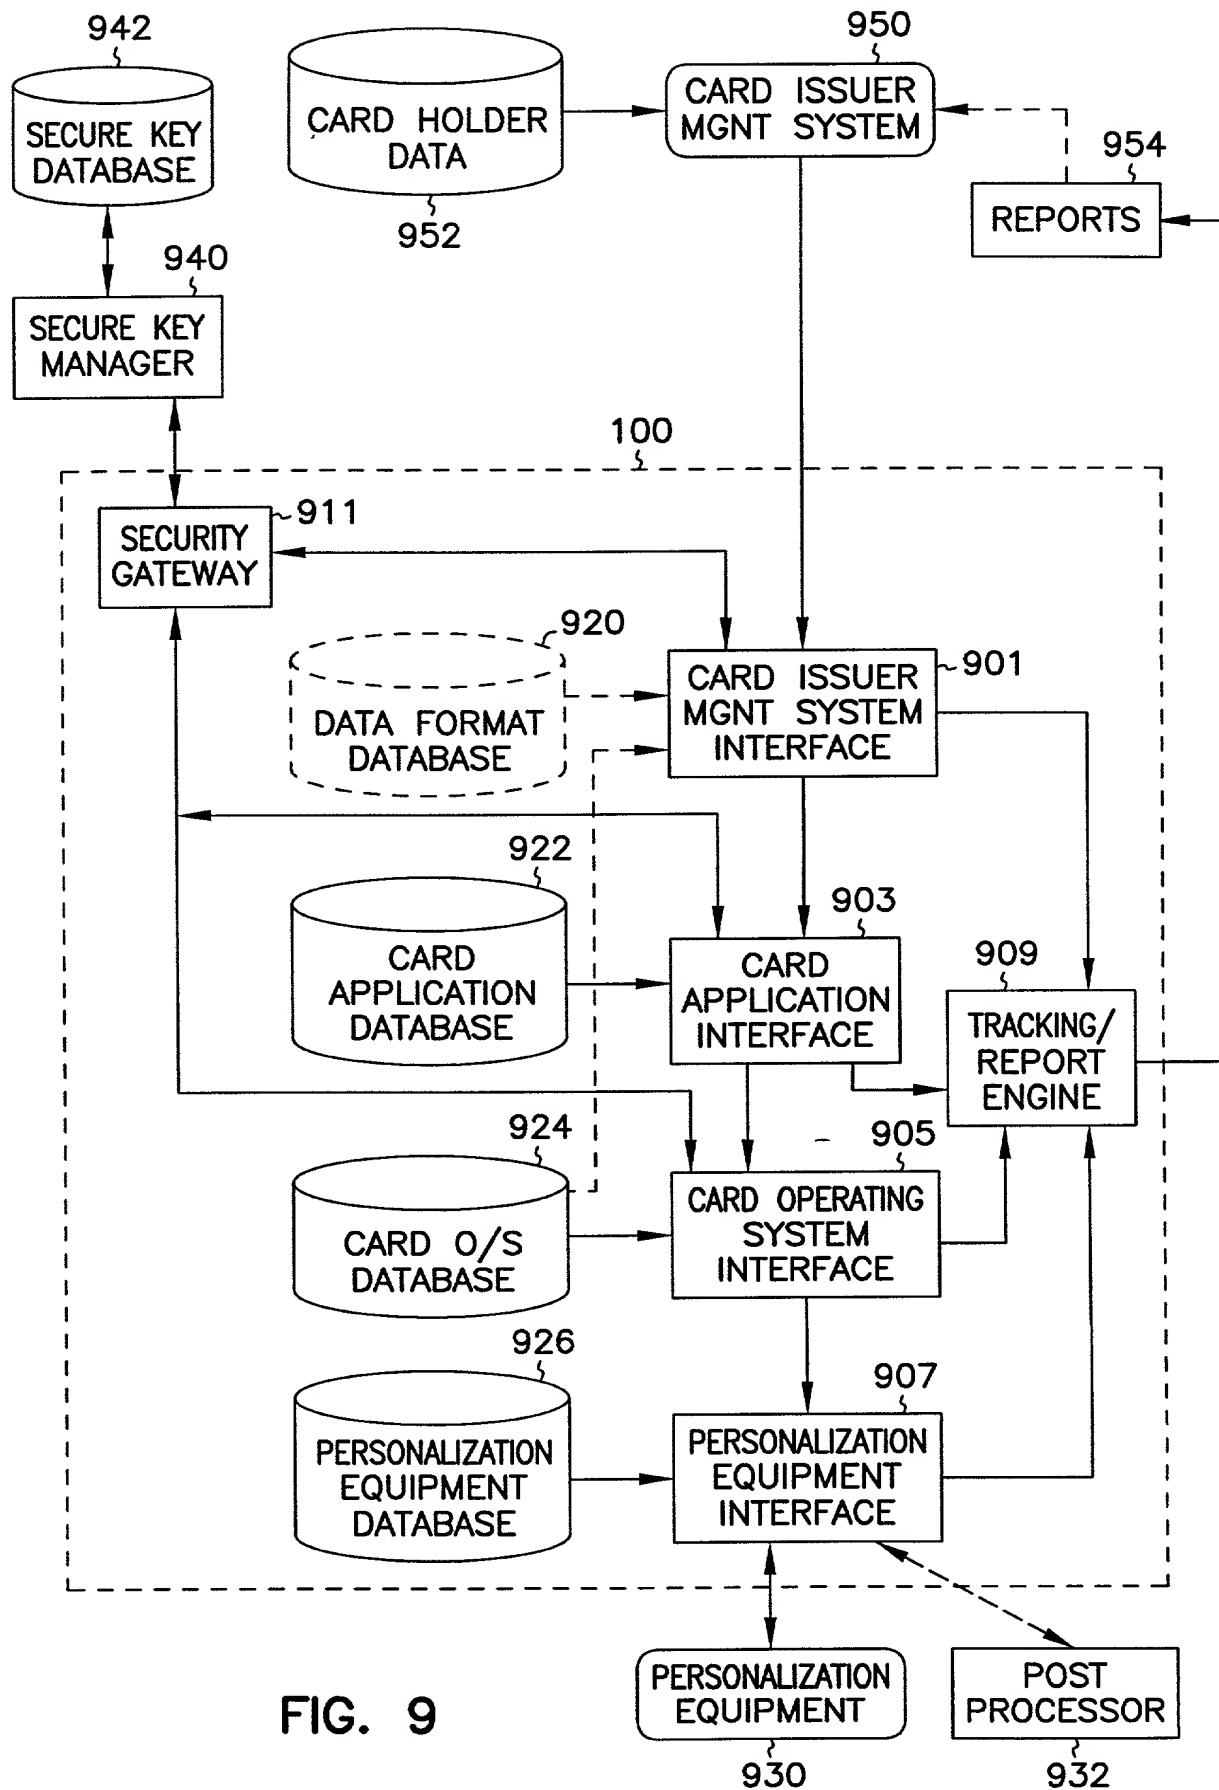 942
950
SECURE KEY
DATABASE
CARD HOLDER
DATA
CARD ISSUER
MGNT SYSTEM
954
REPORTS
952
940
SECURE KEY
MANAGER
100
911
SECURITY
GATEWAY
920
DATA FORMAT
DATABASE
901
CARD ISSUER
MGNT SYSTEM
INTERFACE
922
CARD
APPLICATION
DATABASE
903
CARD
APPLICATION
INTERFACE
909
TRACKING/
REPORT
ENGINE
924
CARD O/S
DATABASE
905
CARD OPERATING
SYSTEM
INTERFACE
926
PERSONALIZATION
EQUIPMENT
DATABASE
907
PERSONALIZATION
EQUIPMENT
INTERFACE
PERSONALIZATION
EQUIPMENT
POST
PROCESSOR
FIG. 9
930
932